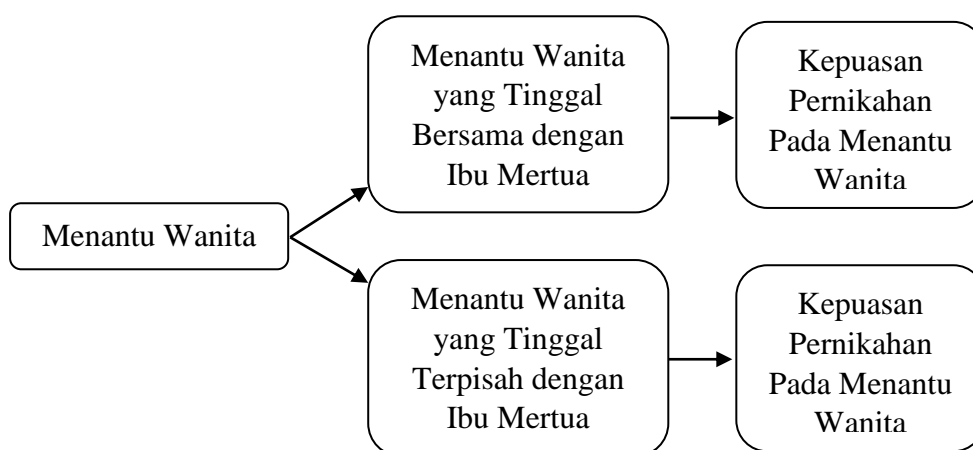 Menantu Wanita
Menantu Wanita
yang Tinggal
Bersama dengan
Ibu Mertua
Kepuasan
Pernikahan
Pada Menantu
Wanita
Menantu Wanita
yang Tinggal
Terpisah dengan
Ibu Mertua
Kepuasan
Pernikahan
Pada Menantu
Wanita